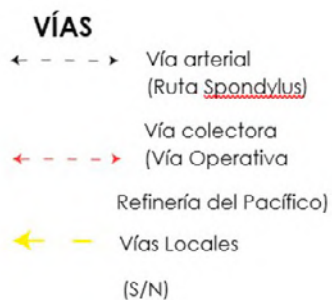 VÍAS
Vía arterial
(Ruta Spondylus)
Vía colectora
(Vía Operativa
Refinería del Pacífico)
Vías Locales
(S/N)